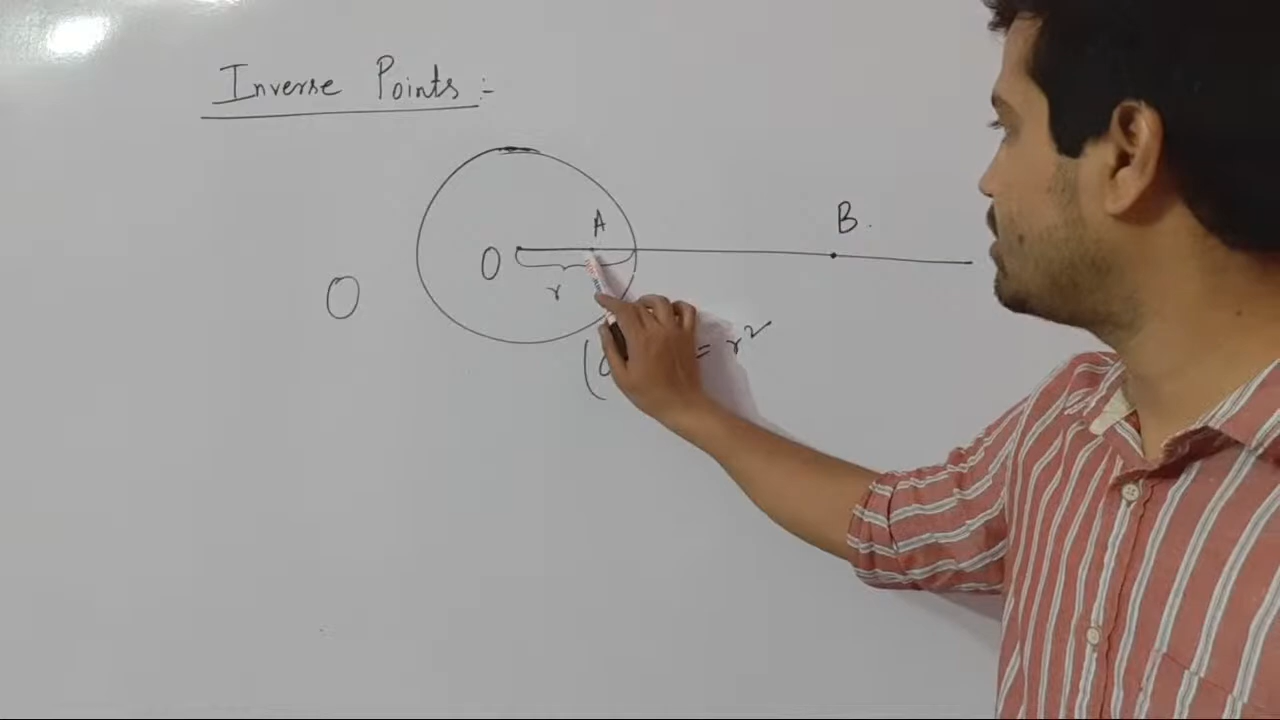 Inverse Points :-
A
B.
O
r
O
(O = r²